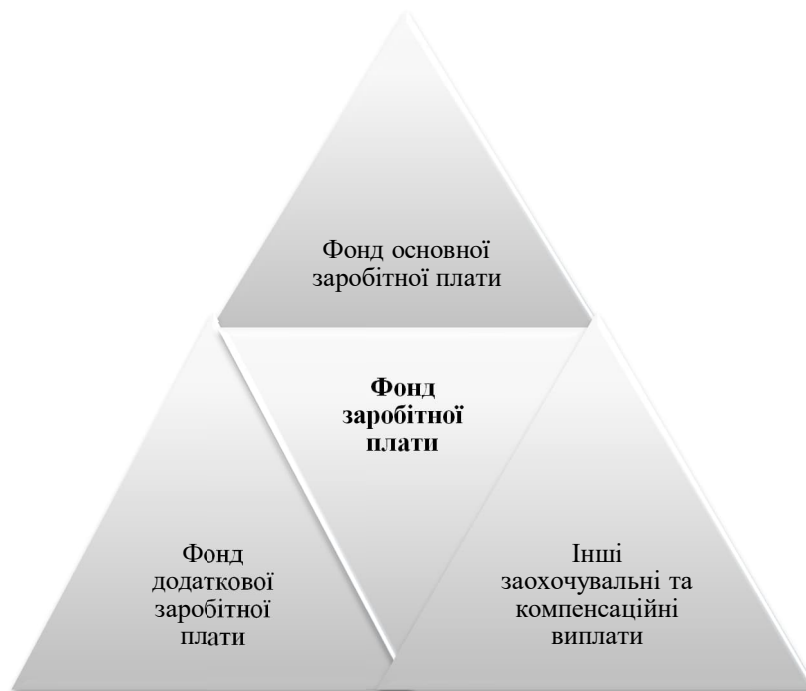 Фонд основної
заробітної плати
Фонд
заробітної
плати
Фонд
додаткової
заробітної
плати
Інші
заохочувальні та
компенсаційні
виплати